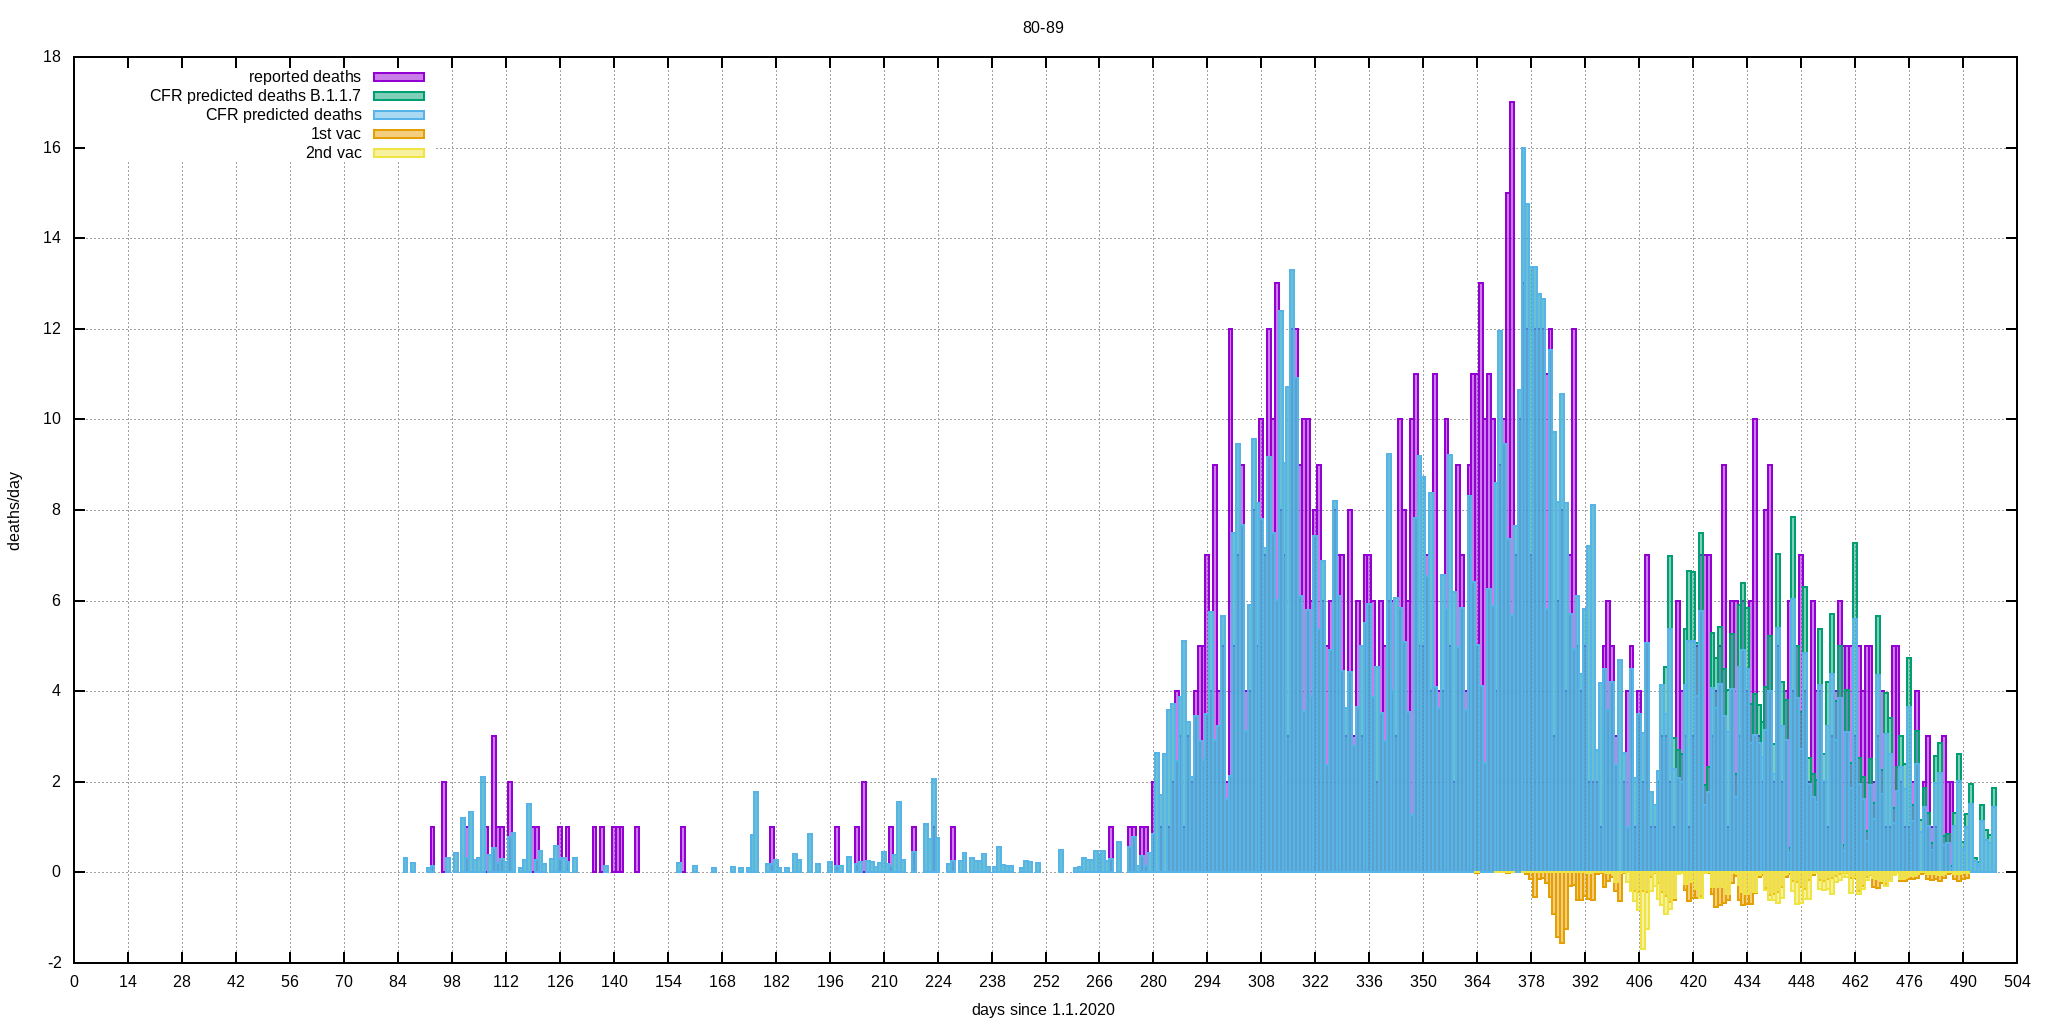 80-89
18
16
14
12
10
8
6
4
2
0
-2
deaths/day
reported deaths
CFR predicted deaths B.1.1.7
CFR predicted deaths
1st vac
2nd vac
0 14 28 42 56 70 84 98 112 126 140 154 168 182 196 210 224 238 252 266 280 294 308 322 336 350 364 378 392 406 420 434 448 462 476 490 504
days since 1.1.2020